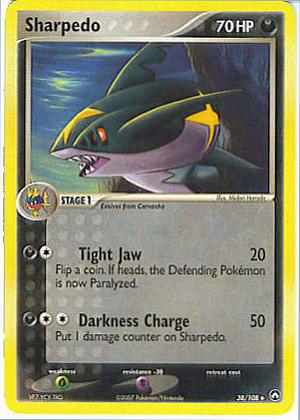 Sharpedo 70 HP
Illus. Midori Harada
STAGE 1
Evolves from Carvanha
Tight Jaw 20
Flip a coin. If heads, the Defending Pokémon
is now Paralyzed.
Darkness Charge 50
Put 1 damage counter on Sharpedo.
weakness resistance -30 retreat cost
©2007 Pokémon/Nintendo 38/108